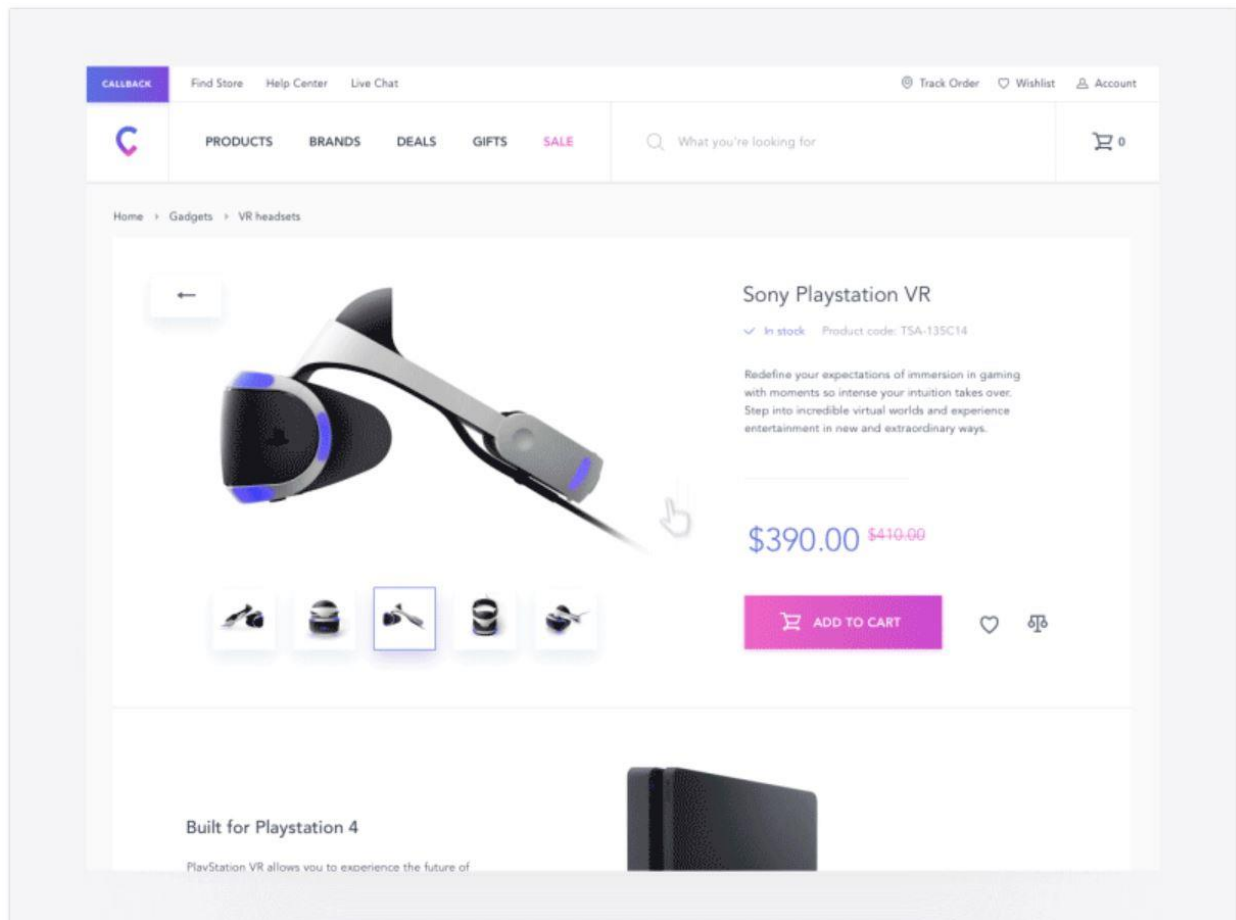 CALLBACK Find Store Help Center Live Chat Track Order Wishlist Account
PRODUCTS BRANDS DEALS GIFTS SALE What you're looking for 0
Home Gadgets VR headsets
Sony Playstation VR
In stock Product code: TSA-135C14
Redefine your expectations of immersion in gaming
with moments so intense your intuition takes over.
Step into incredible virtual worlds and experience
entertainment in new and extraordinary ways.
$390.00 $410.00
ADD TO CART
Built for Playstation 4
PlayStation VR allows you to experience the future of